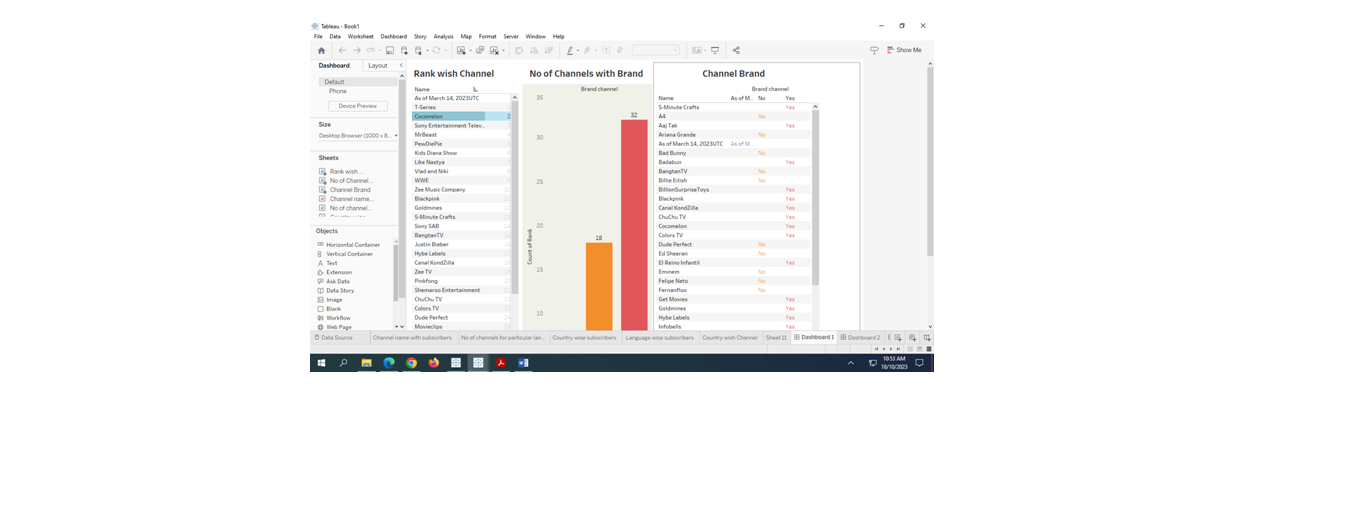 Tableau - Book1
File Data Worksheet Dashboard Story Analysis Map Format Server Window Help
Show Me
Dashboard Layout
Default
Phone
Device Preview
Size
Desktop Browser (1000 x 8...
Sheets
Rank wish ...
No of Channel...
Channel Brand
Channel name...
No of channel...
Objects
Horizontal Container
Vertical Container
Text
Extension
Ask Data
Data Story
Image
Blank
Workflow
Web Page
Rank wish Channel
Name
As of March 14, 2023UTC
T-Series
Cocomelon 2
Sony Entertainment Telev..
MrBeast
PewDiePie
Kids Diana Show
Like Nastya
Vlad and Niki
WWE
Zee Music Company
Blackpink
Goldmines
5-Minute Crafts
Sony SAB
BangtanTV
Justin Bieber
Hybe Labels
Canal KondZilla
Zee TV
Pinkfong
Shemaroo Entertainment
ChuChu TV
Colors TV
Dude Perfect
Movieclips
No of Channels with Brand
Brand channel
35
32
30
25
20
18
15
10
Count of Rank
Channel Brand
Brand channel
Name As of M.. No Yes
5-Minute Crafts Yes
A4 No
Aaj Tak Yes
Ariana Grande No
As of March 14, 2023UTC As of M..
Bad Bunny No
Badabun Yes
BangtanTV No
Billie Eilish No
BillionSurpriseToys Yes
Blackpink Yes
Canal KondZilla Yes
ChuChu TV Yes
Cocomelon Yes
Colors TV Yes
Dude Perfect No
Ed Sheeran No
El Reino Infantil Yes
Eminem No
Felipe Neto No
Fernanfloo No
Get Movies Yes
Goldmines Yes
Hybe Labels Yes
Infobells Yes
Data Source Channel name with subscribers No of channels for particular lan... Country wise subscribers Language wise subscribers Country wish Channel Sheet 11 Dashboard 1 Dashboard 2
10:53 AM
18/10/2023